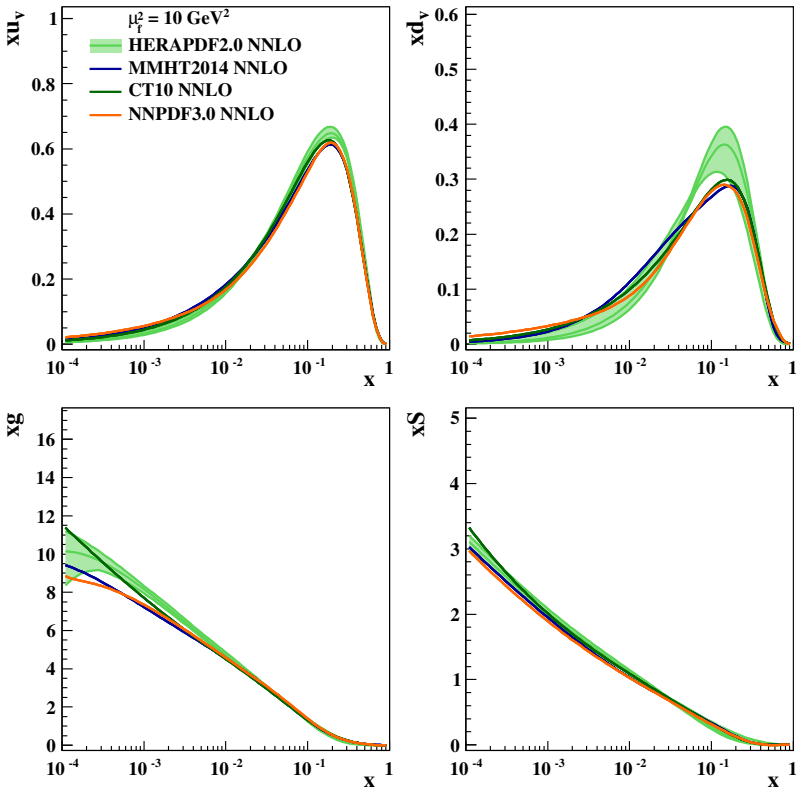 xu_v
μ_f² = 10 GeV²
HERAPDF2.0 NNLO
MMHT2014 NNLO
CT10 NNLO
NNPDF3.0 NNLO
1
0.8
0.6
0.4
0.2
0
10⁻⁴ 10⁻³ 10⁻² 10⁻¹ 1
x
xd_v
0.6
0.5
0.4
0.3
0.2
0.1
0
10⁻⁴ 10⁻³ 10⁻² 10⁻¹ 1
x
xg
16
14
12
10
8
6
4
2
0
10⁻⁴ 10⁻³ 10⁻² 10⁻¹ 1
x
xS
5
4
3
2
1
0
10⁻⁴ 10⁻³ 10⁻² 10⁻¹ 1
x